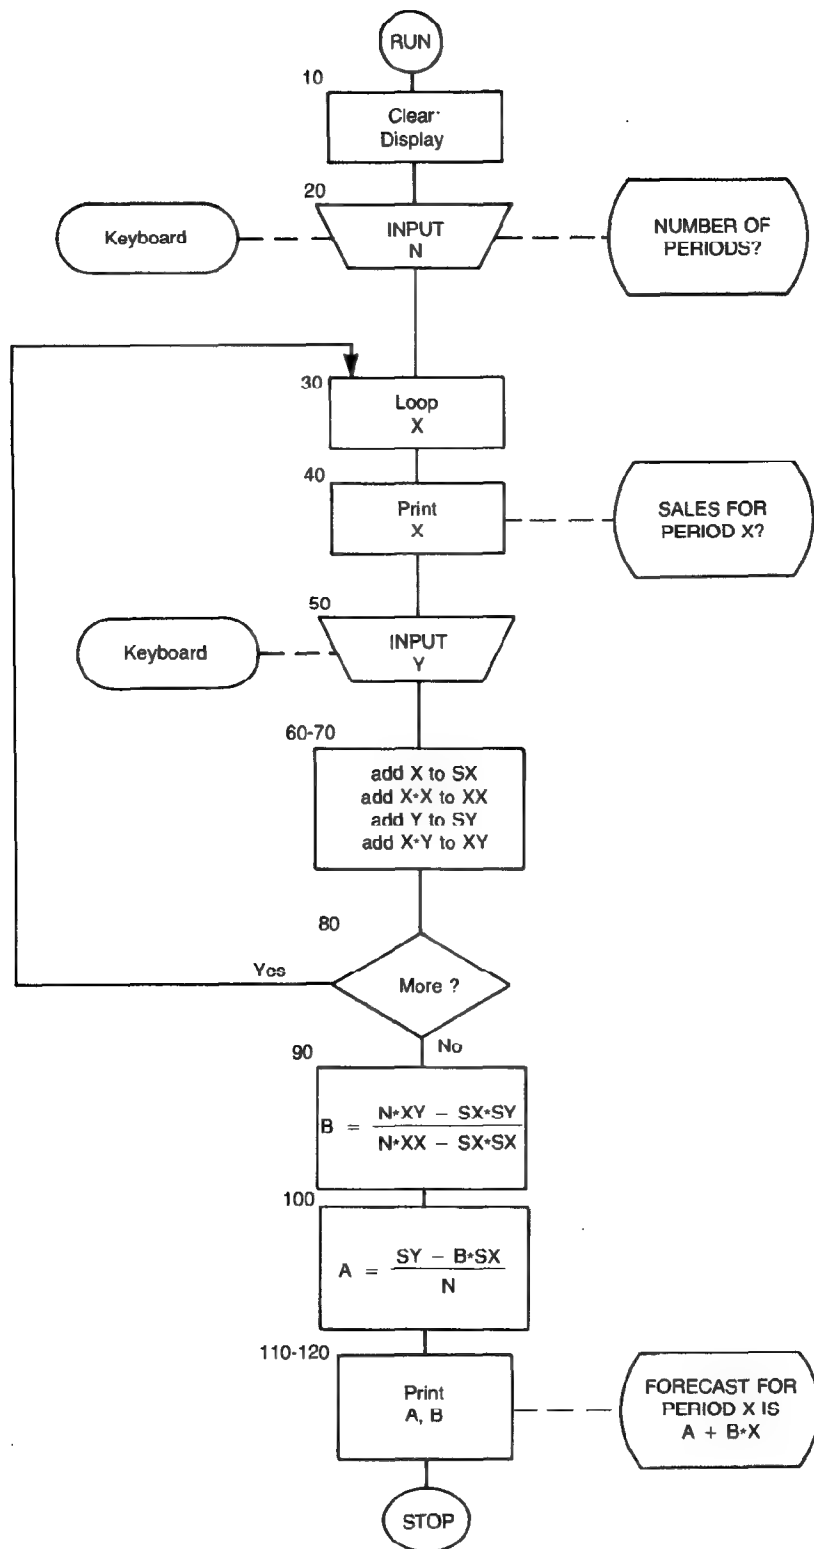 RUN
10
Clear
Display
20
Keyboard
INPUT
N
NUMBER OF
PERIODS?
30
Loop
X
40
Print
X
SALES FOR
PERIOD X?
50
Keyboard
INPUT
Y
60-70
add X to SX
add X*X to XX
add Y to SY
add X*Y to XY
80
Yes
More ?
No
90
B = N*XY – SX*SY
N*XX – SX*SX
100
A = SY – B*SX
N
110-120
Print
A, B
FORECAST FOR
PERIOD X IS
A + B*X
STOP